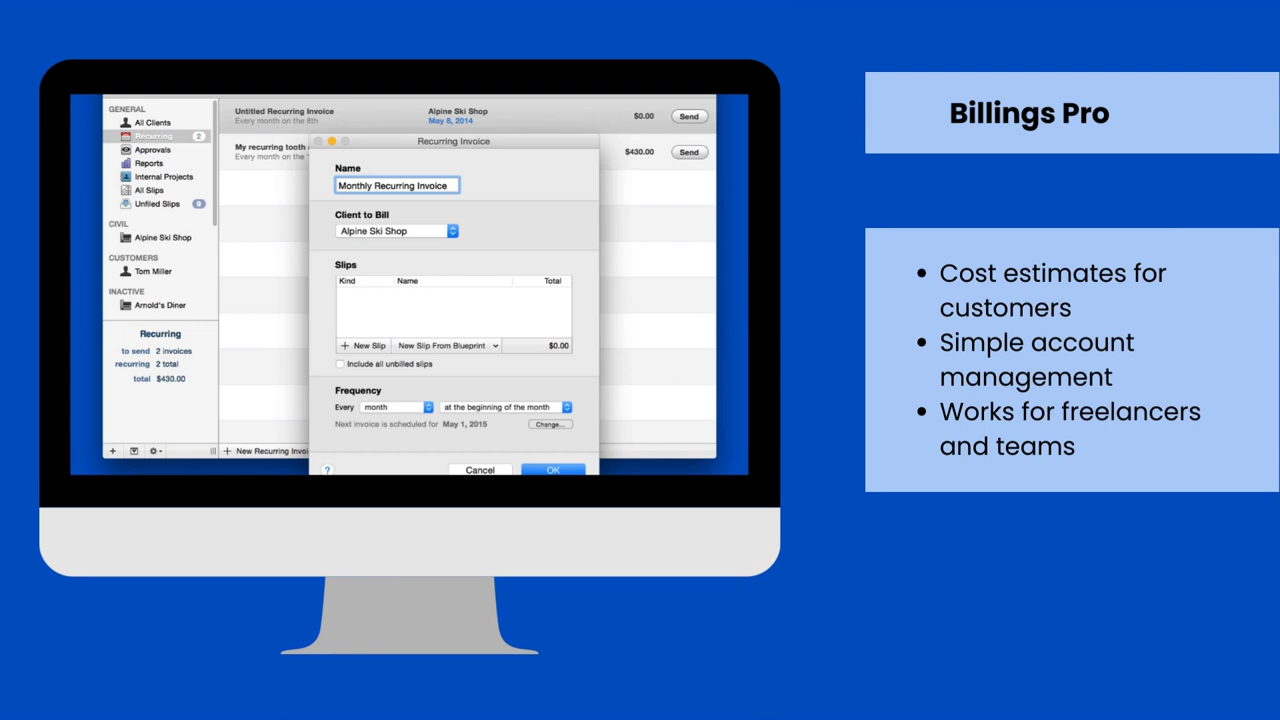 Billings Pro
• Cost estimates for
customers
• Simple account
management
• Works for freelancers
and teams
GENERAL
All Clients
Recurring 2
Approvals
Reports
Internal Projects
All Slips
Unfiled Slips 9
CIVIL
Alpine Ski Shop
CUSTOMERS
Tom Miller
INACTIVE
Arnold's Diner
Recurring
to send 2 invoices
recurring 2 total
total $430.00
Untitled Recurring Invoice Alpine Ski Shop $0.00 Send
Every month on the 8th May 8, 2014
My recurring tooth $430.00 Send
Every month on the
+ New Recurring Invoi
Recurring Invoice
Name
Monthly Recurring Invoice
Client to Bill
Alpine Ski Shop
Slips
Kind Name Total
+ New Slip New Slip From Blueprint $0.00
Include all unbilled slips
Frequency
Every month at the beginning of the month
Next invoice is scheduled for May 1, 2015 Change...
? Cancel OK